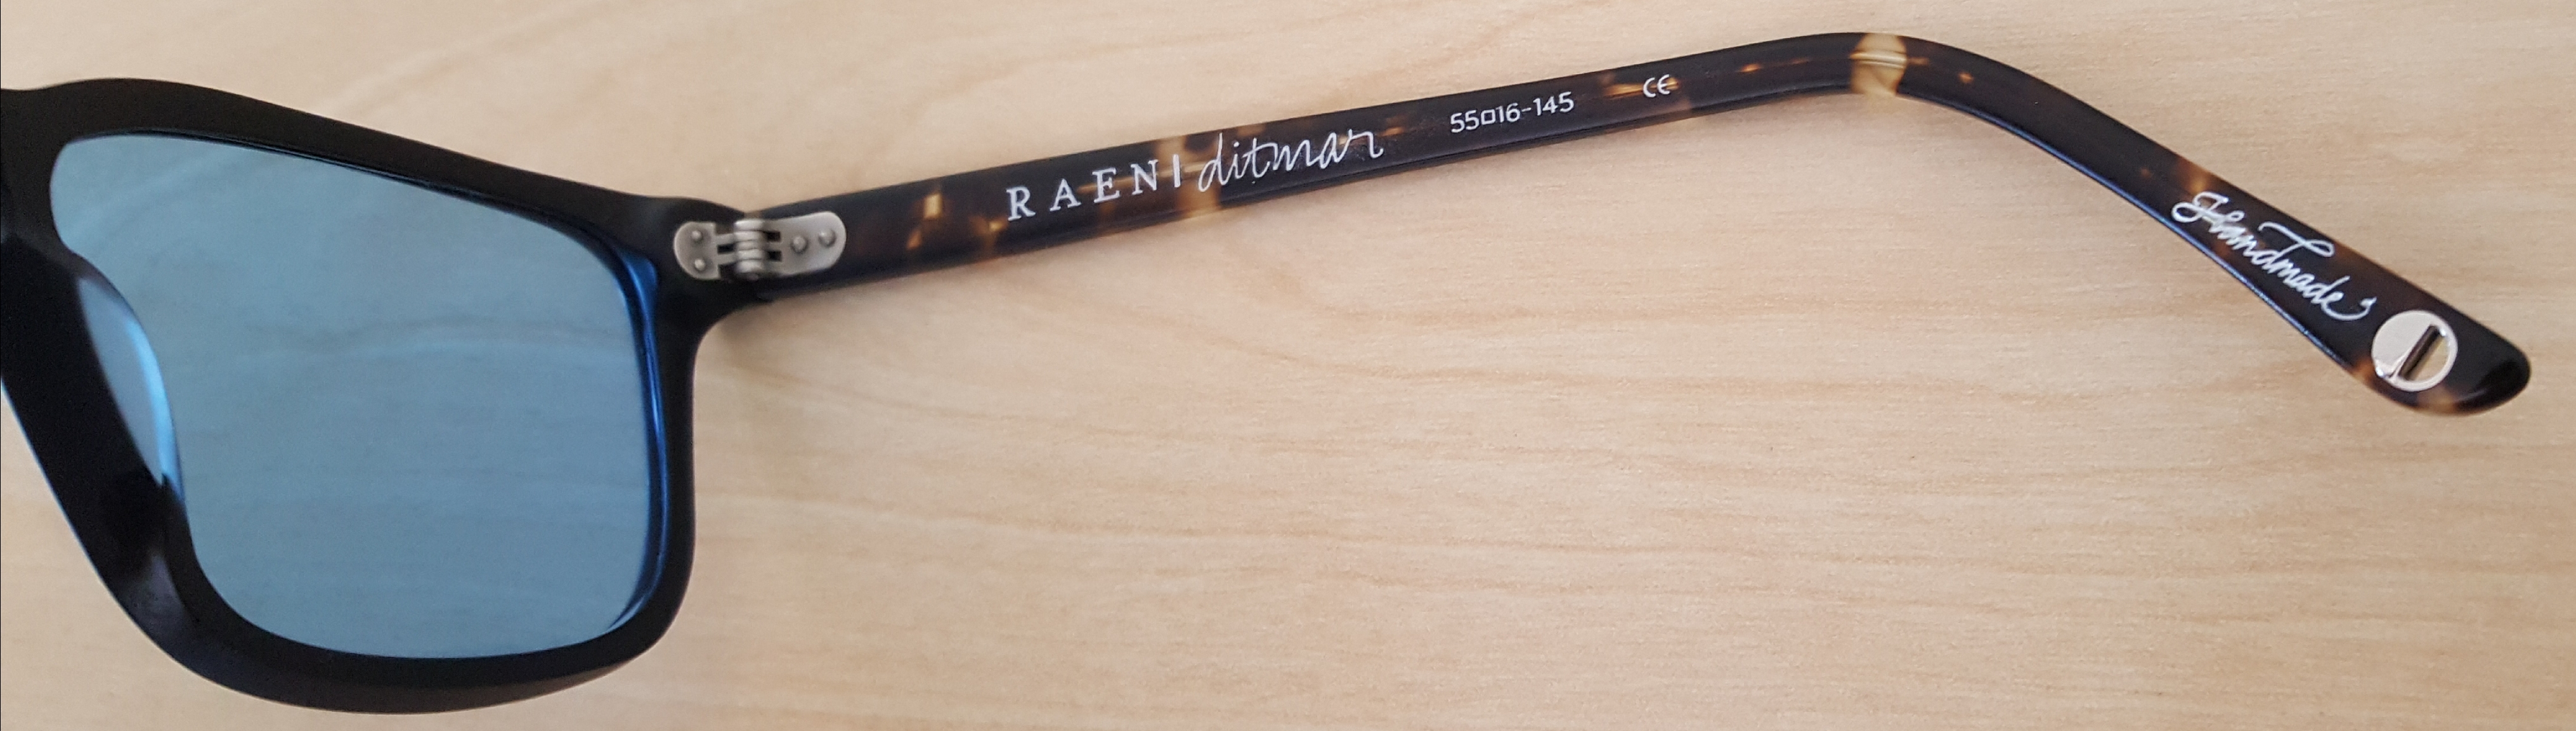 RAENI ditmar 55□16-145 CE
Handmade